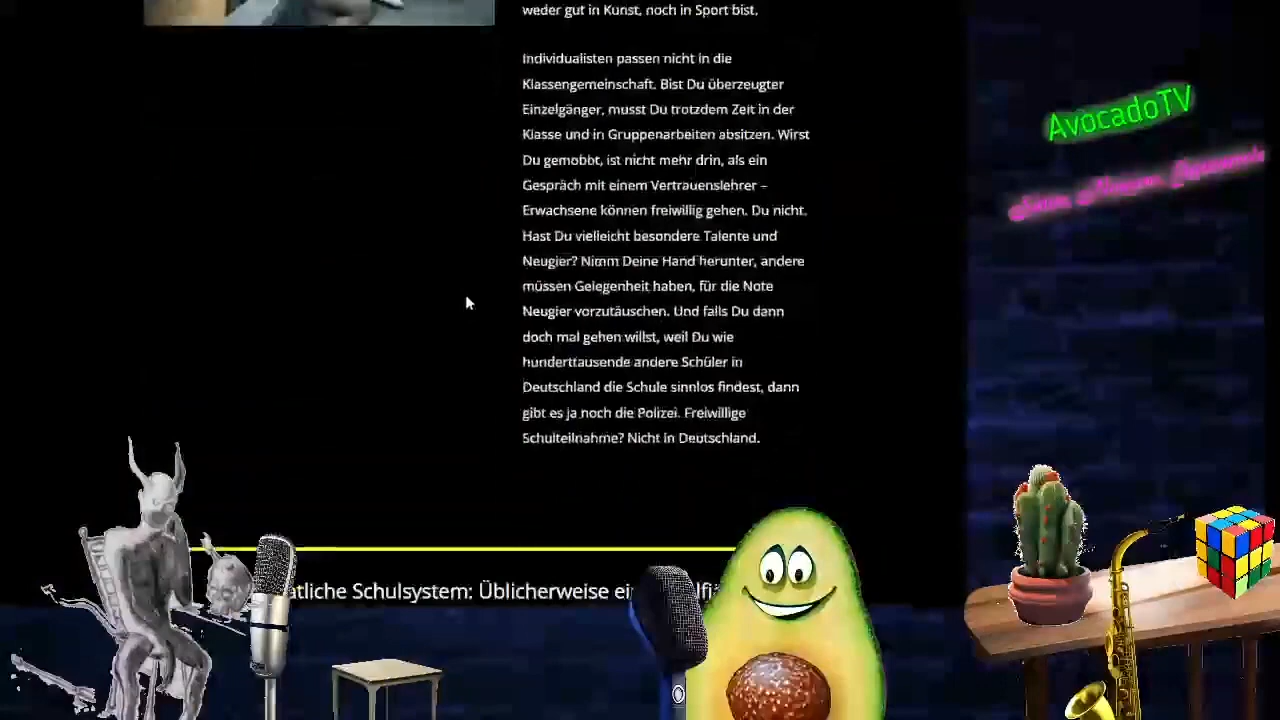 weder gut in Kunst, noch in Sport bist.
Individualisten passen nicht in die
Klassengemeinschaft. Bist Du überzeugter
Einzelgänger, musst Du trotzdem Zeit in der
Klasse und in Gruppenarbeiten absitzen. Wirst
Du gemobbt, ist nicht mehr drin, als ein
Gespräch mit einem Vertrauenslehrer –
Erwachsene können freiwillig gehen. Du nicht.
Hast Du vielleicht besondere Talente und
Neugier? Nimm Deine Hand herunter, andere
müssen Gelegenheit haben, für die Note
Neugier vorzutäuschen. Und falls Du dann
doch mal gehen willst, weil Du wie
hunderttausende andere Schüler in
Deutschland die Schule sinnlos findest, dann
gibt es ja noch die Polizei. Freiwillige
Schulteilnahme? Nicht in Deutschland.
AvocadoTV
Schulsystem: Üblicherweise